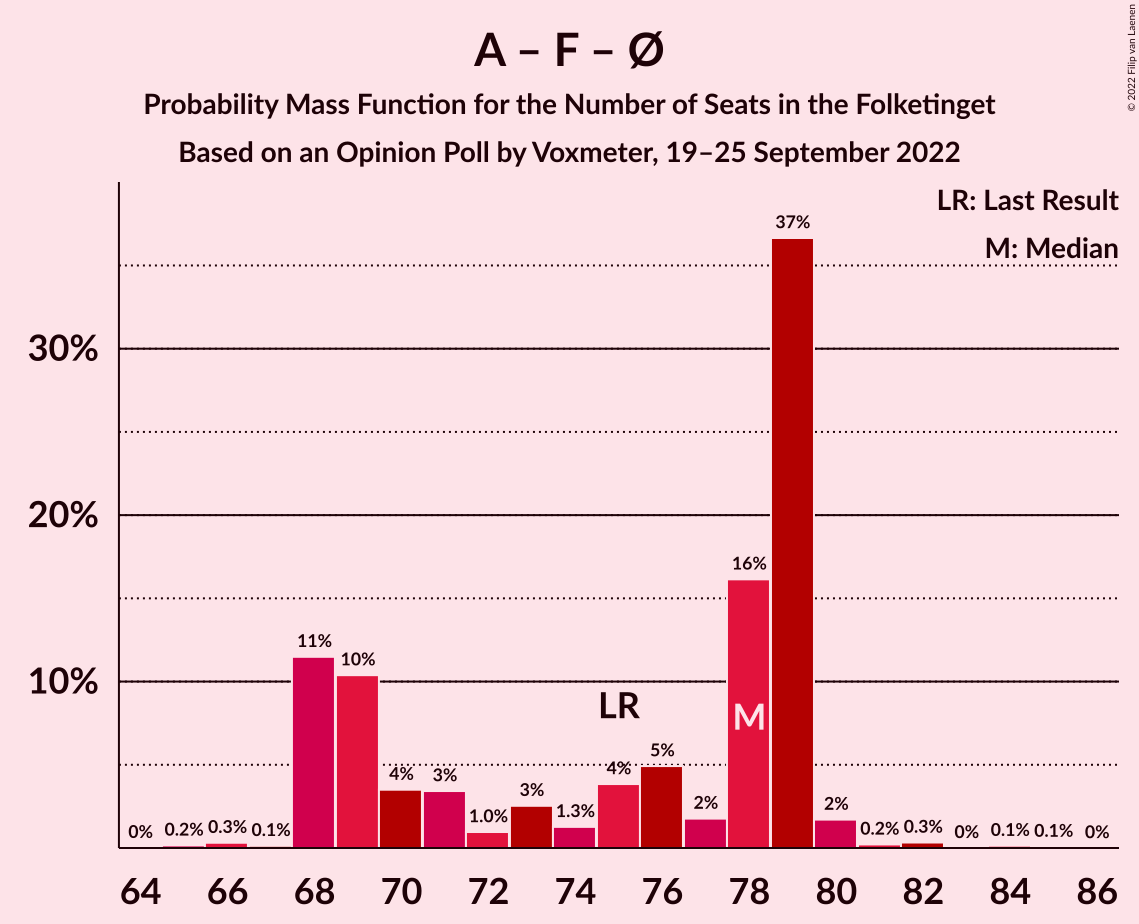 A – F – Ø
Probability Mass Function for the Number of Seats in the Folketinget
Based on an Opinion Poll by Voxmeter, 19–25 September 2022
© 2022 Filip van Laenen
LR: Last Result
M: Median
30%
20%
10%
0%
0.2%
0.3%
0.1%
11%
10%
4%
3%
1.0%
3%
1.3%
4%
5%
2%
16%
37%
2%
0.2%
0.3%
0%
0.1%
0.1%
0%
LR
M
64 66 68 70 72 74 76 78 80 82 84 86